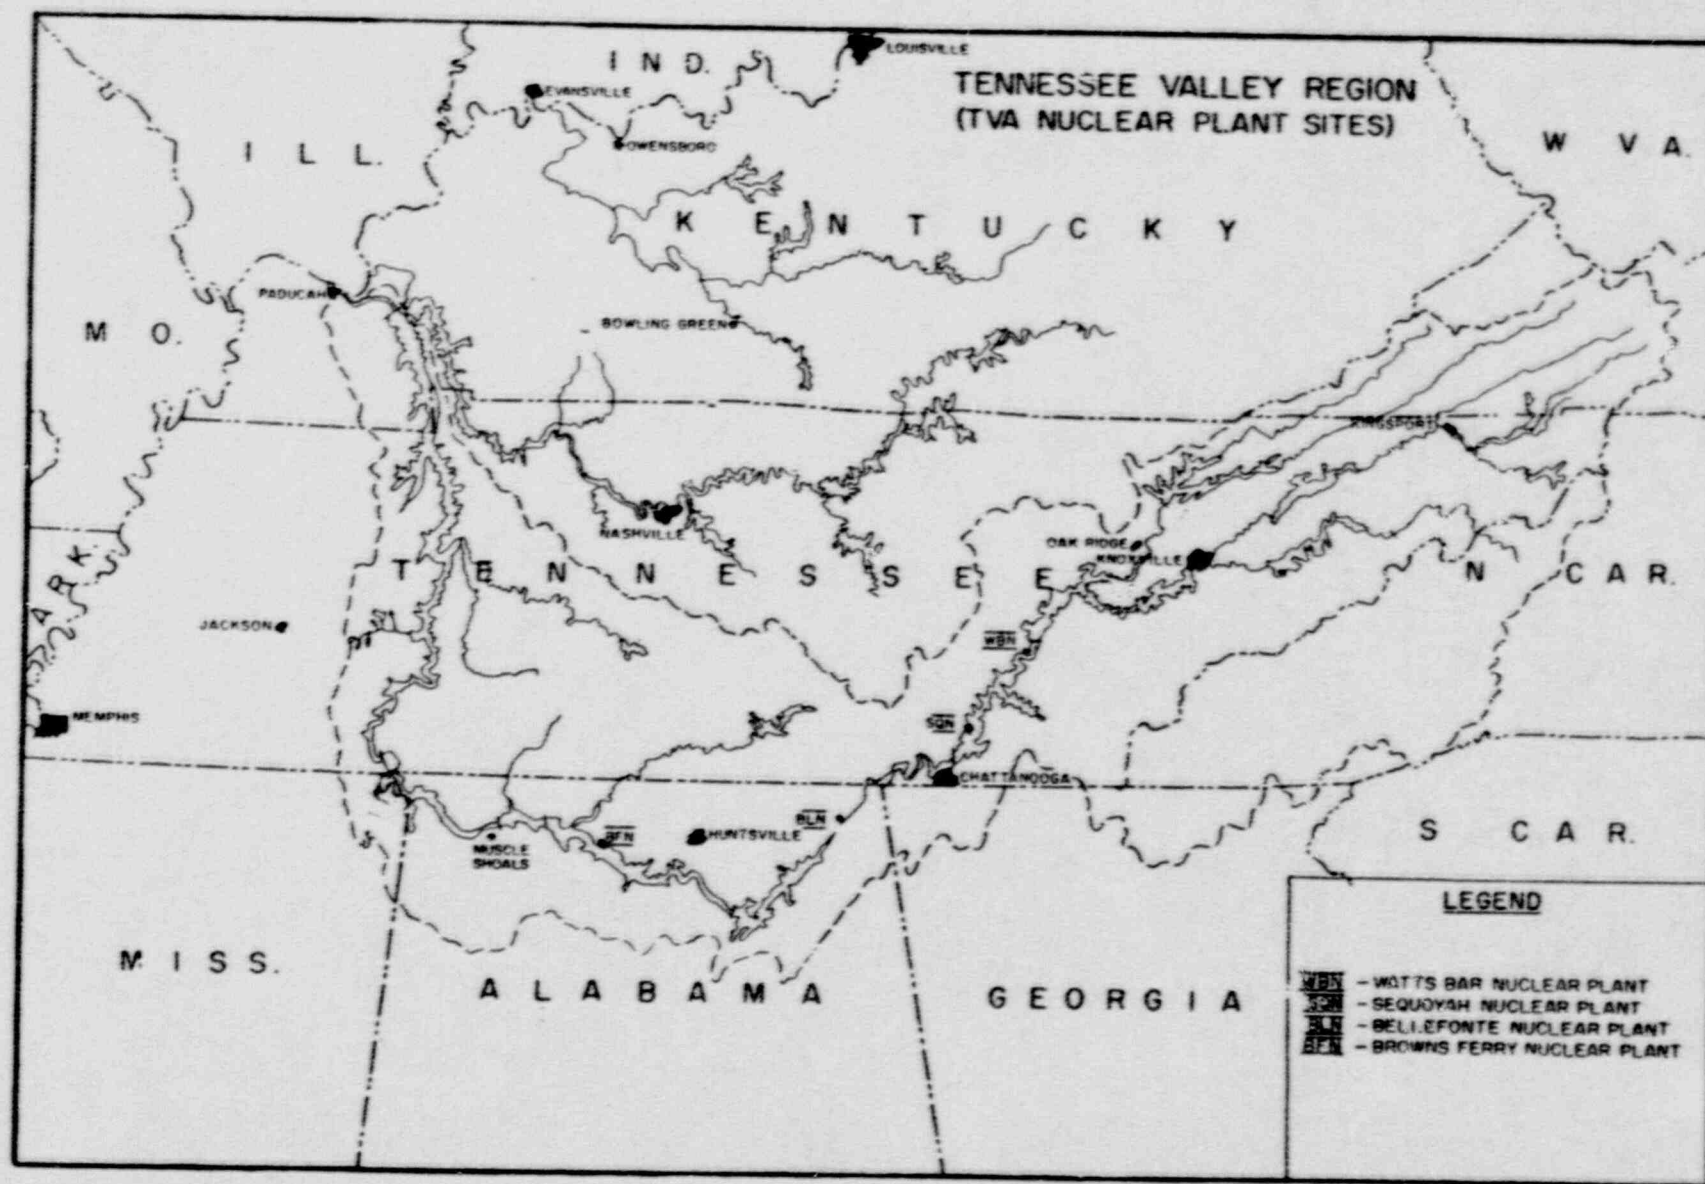 LOUISVILLE
IND.
EVANSVILLE
TENNESSEE VALLEY REGION
(TVA NUCLEAR PLANT SITES)
OWENSBORO
ILL.
W VA.
KENTUCKY
PADUCAH
MO.
BOWLING GREEN
KINGSPORT
NASHVILLE
OAK RIDGE
KNOXVILLE
TENNESSEE
N CAR.
ARK.
JACKSON
WBN
MEMPHIS
SQN
CHATTANOOGA
BLN
BFN
HUNTSVILLE
MUSCLE
SHOALS
S CAR.
LEGEND
MISS.
ALABAMA
GEORGIA
WBN - WATTS BAR NUCLEAR PLANT
SQN - SEQUOYAH NUCLEAR PLANT
BLN - BELLEFONTE NUCLEAR PLANT
BFN - BROWNS FERRY NUCLEAR PLANT